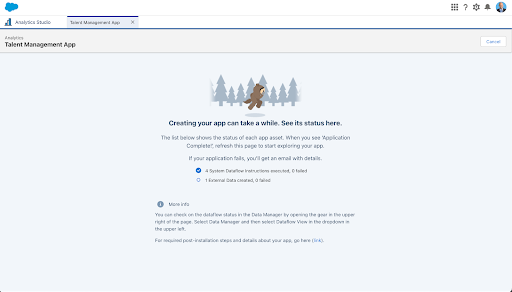 Analytics Studio
Talent Management App
Analytics
Talent Management App
Cancel
Creating your app can take a while. See its status here.
The list below shows the status of each app asset. When you see 'Application
Complete!', refresh this page to start exploring your app.
If your application fails, you'll get an email with details.
4 System Dataflow Instructions executed, 0 failed
1 External Data created, 0 failed
More info
You can check on the dataflow status in the Data Manager by opening the gear in the upper
right of the page. Select Data Manager and then select Dataflow View in the dropdown in
the upper left.
For required post-installation steps and details about your app, go here (link).